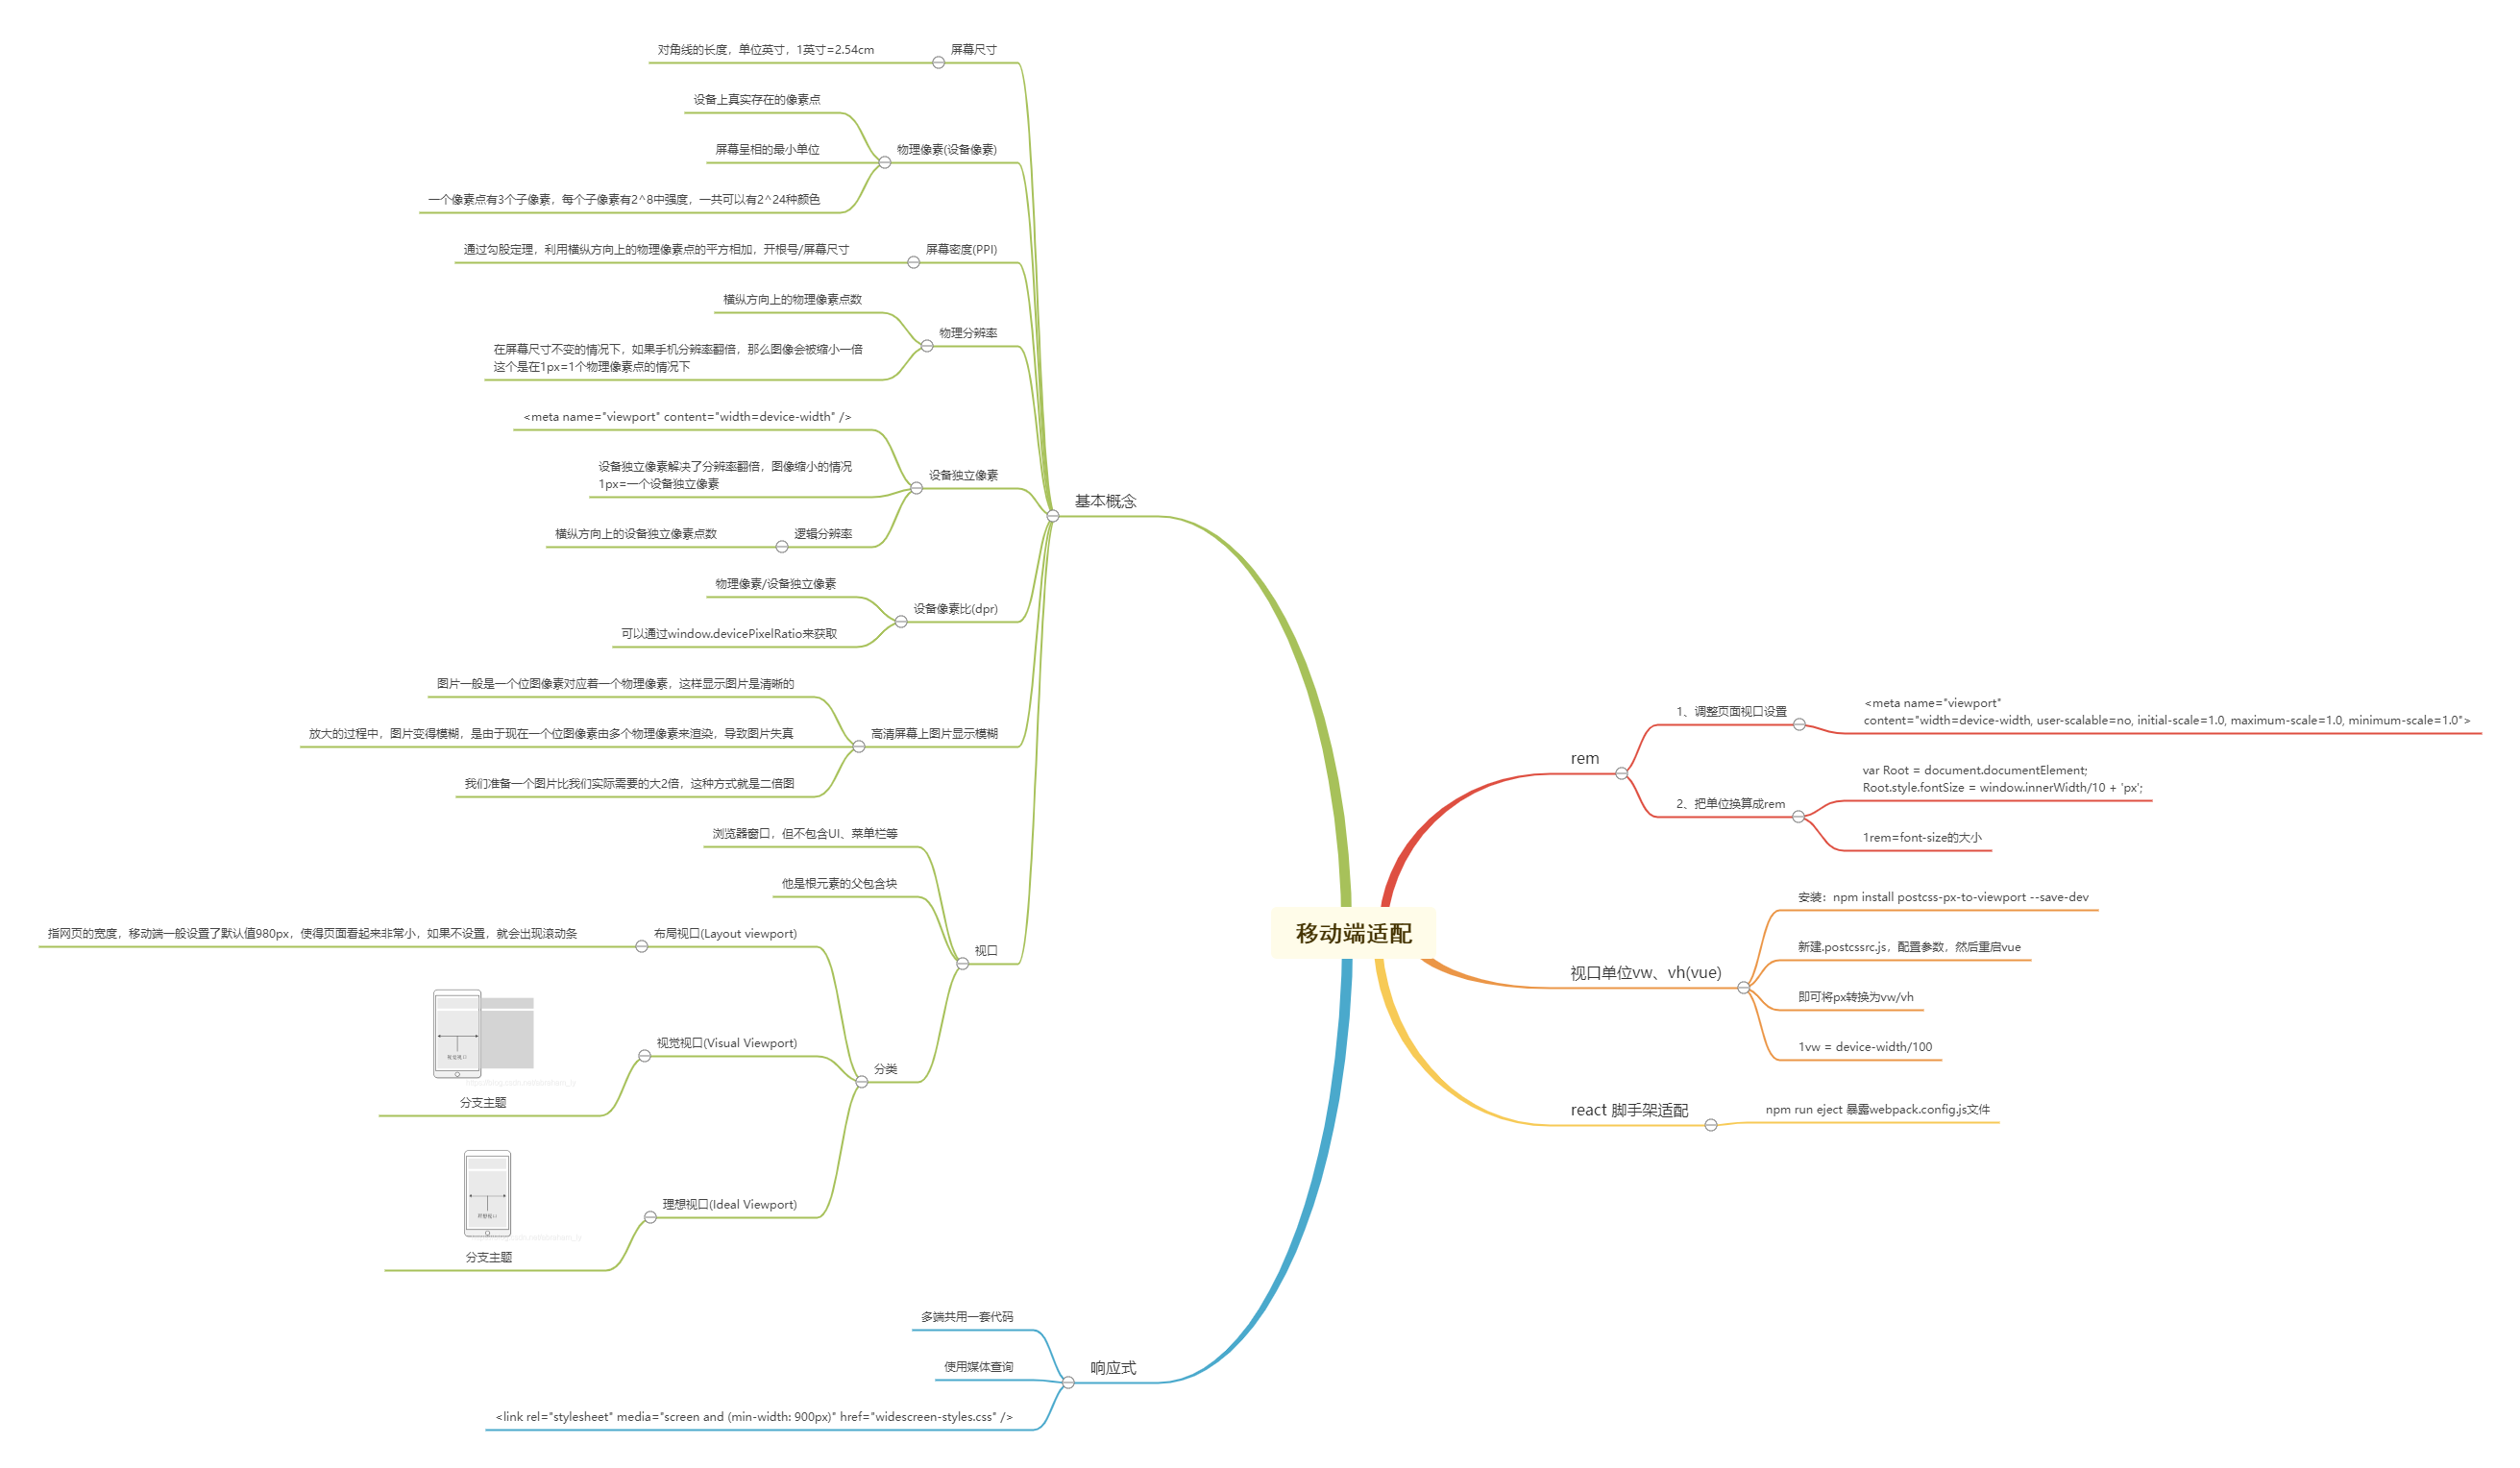 移动端适配
基本概念
屏幕尺寸
对角线的长度，单位英寸，1英寸=2.54cm
物理像素(设备像素)
设备上真实存在的像素点
屏幕呈相的最小单位
一个像素点有3个子像素，每个子像素有2^8中强度，一共可以有2^24种颜色
屏幕密度(PPI)
通过勾股定理，利用横纵方向上的物理像素点的平方相加，开根号/屏幕尺寸
物理分辨率
横纵方向上的物理像素点数
在屏幕尺寸不变的情况下，如果手机分辨率翻倍，那么图像会被缩小一倍
这个是在1px=1个物理像素点的情况下
设备独立像素
<meta name="viewport" content="width=device-width" />
设备独立像素解决了分辨率翻倍，图像缩小的情况
1px=一个设备独立像素
逻辑分辨率
横纵方向上的设备独立像素点数
设备像素比(dpr)
物理像素/设备独立像素
可以通过window.devicePixelRatio来获取
高清屏幕上图片显示模糊
图片一般是一个位图像素对应着一个物理像素，这样显示图片是清晰的
放大的过程中，图片变得模糊，是由于现在一个位图像素由多个物理像素来渲染，导致图片失真
我们准备一个图片比我们实际需要的大2倍，这种方式就是二倍图
视口
浏览器窗口，但不包含UI、菜单栏等
他是根元素的父包含块
分类
布局视口(Layout viewport)
指网页的宽度，移动端一般设置了默认值980px，使得页面看起来非常小，如果不设置，就会出现滚动条
视觉视口(Visual Viewport)
视觉视口
分支主题
理想视口(Ideal Viewport)
理想视口
分支主题
响应式
多端共用一套代码
使用媒体查询
<link rel="stylesheet" media="screen and (min-width: 900px)" href="widescreen-styles.css" />
rem
1、调整页面视口设置
<meta name="viewport"
content="width=device-width, user-scalable=no, initial-scale=1.0, maximum-scale=1.0, minimum-scale=1.0">
2、把单位换算成rem
var Root = document.documentElement;
Root.style.fontSize = window.innerWidth/10 + 'px';
1rem=font-size的大小
视口单位vw、vh(vue)
安装：npm install postcss-px-to-viewport --save-dev
新建.postcssrc.js，配置参数，然后重启vue
即可将px转换为vw/vh
1vw = device-width/100
react 脚手架适配
npm run eject 暴露webpack.config.js文件